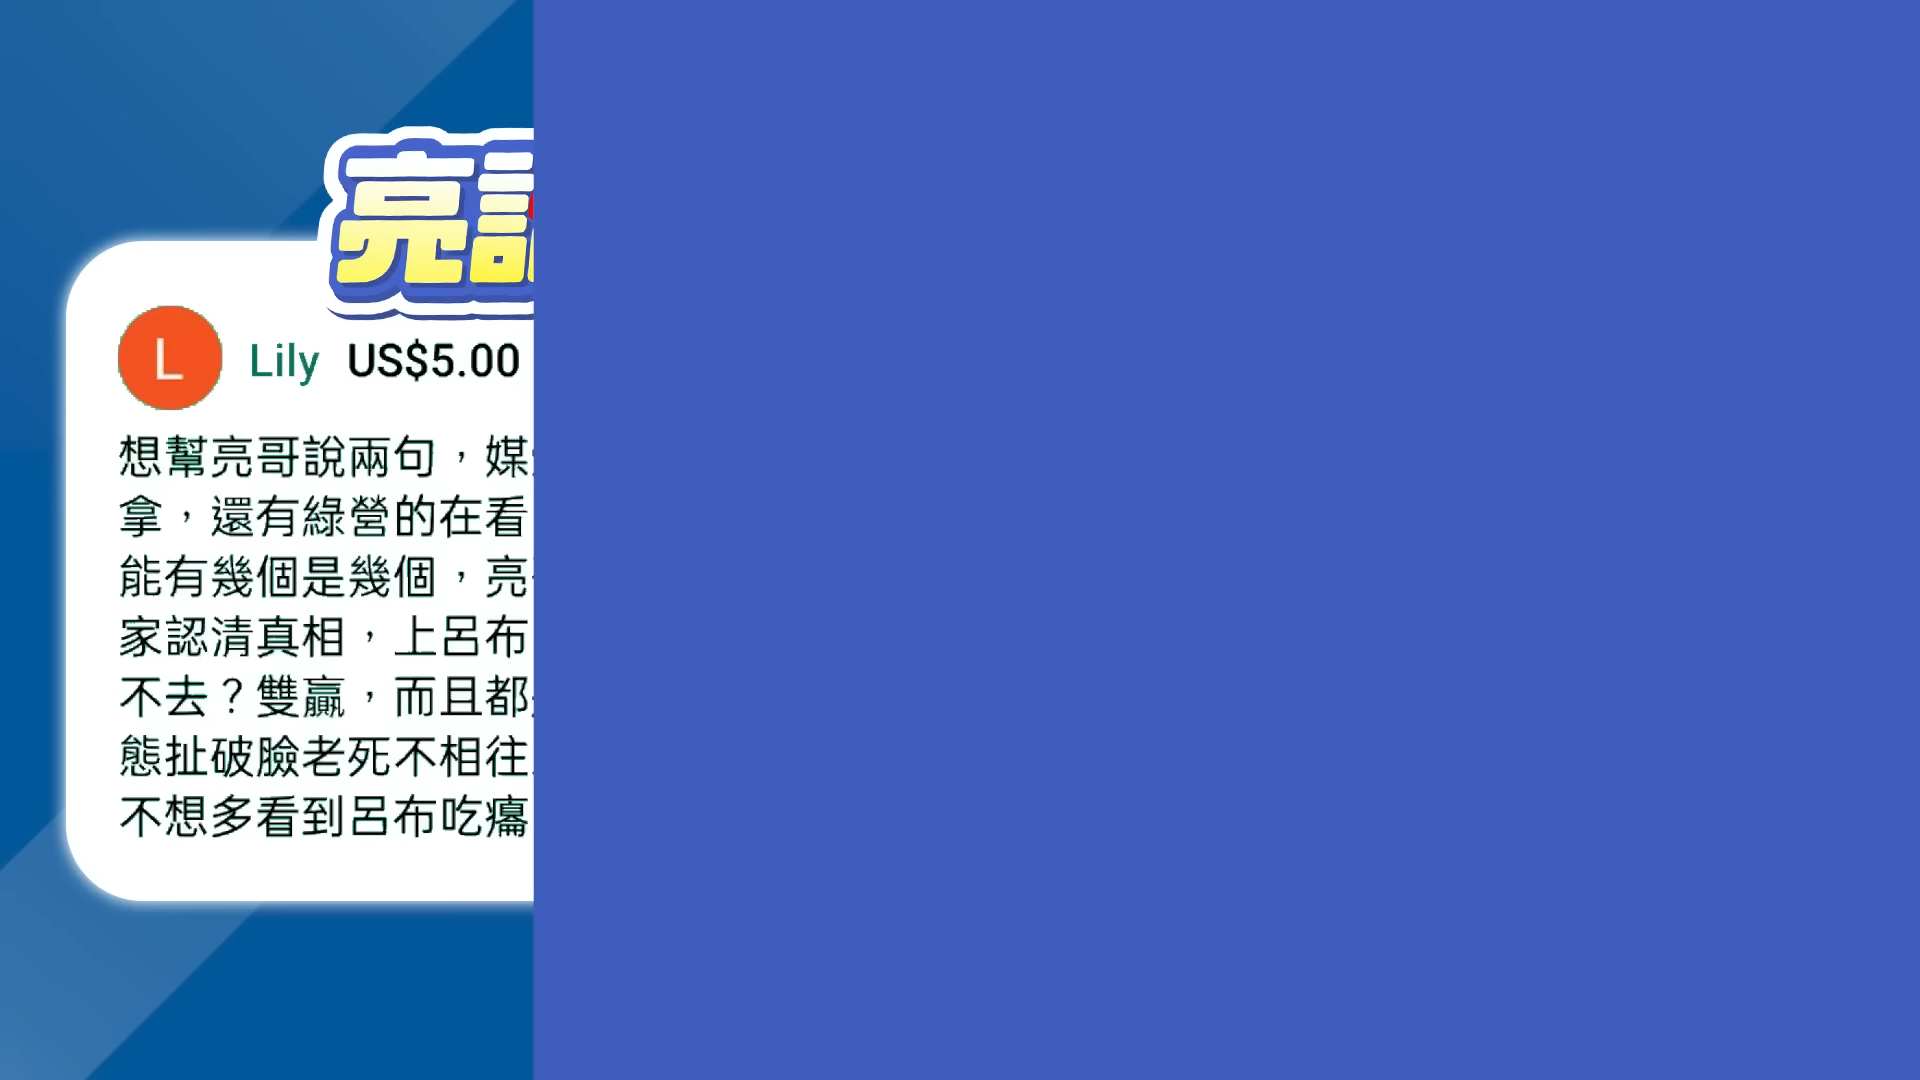 亮
L Lily US$5.00
想幫亮哥說兩句，媒
拿，還有綠營的在看
能有幾個是幾個，亮
家認清真相，上呂布
不去？雙贏，而且都
態扯破臉老死不相往
不想多看到呂布吃癟